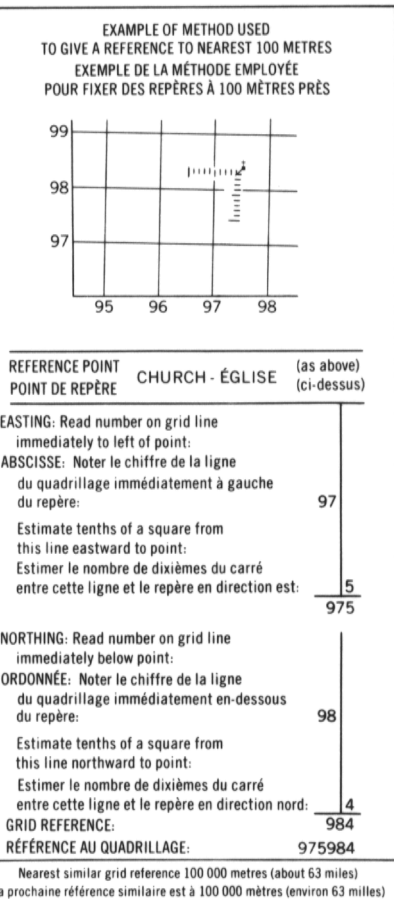 EXAMPLE OF METHOD USED
TO GIVE A REFERENCE TO NEAREST 100 METRES
EXEMPLE DE LA MÉTHODE EMPLOYÉE
POUR FIXER DES REPÈRES À 100 MÈTRES PRÈS
99
98
97
95 96 97 98
REFERENCE POINT
POINT DE REPÈRE
CHURCH - ÉGLISE
(as above)
(ci-dessus)
EASTING: Read number on grid line
immediately to left of point:
ABSCISSE: Noter le chiffre de la ligne
du quadrillage immédiatement à gauche
du repère: 97
Estimate tenths of a square from
this line eastward to point:
Estimer le nombre de dixièmes du carré
entre cette ligne et le repère en direction est: 5
975
NORTHING: Read number on grid line
immediately below point:
ORDONNÉE: Noter le chiffre de la ligne
du quadrillage immédiatement en-dessous
du repère: 98
Estimate tenths of a square from
this line northward to point:
Estimer le nombre de dixièmes du carré
entre cette ligne et le repère en direction nord: 4
GRID REFERENCE: 984
RÉFÉRENCE AU QUADRILLAGE: 975984
Nearest similar grid reference 100 000 metres (about 63 miles)
a prochaine référence similaire est à 100 000 mètres (environ 63 milles)